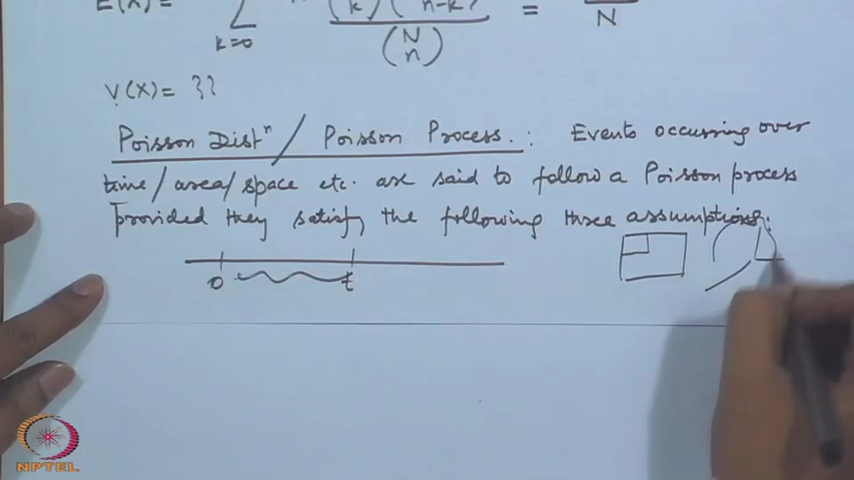 E(X) =
k=0
(k) (n-k) =
(N n)
N
V(X) = ??
Poisson Distⁿ / Poisson Process. : Events occurring over
time/area/space etc. are said to follow a Poisson process
provided they satisfy the following three assumptions:
0 t
NPTEL